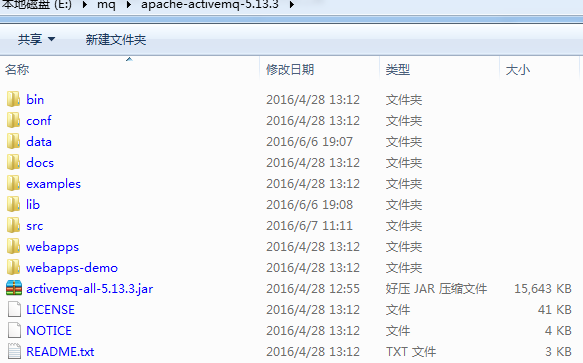 本地磁盘 (E:) ▸ mq ▸ apache-activemq-5.13.3 ▸
共享 ▼ 新建文件夹
名称 修改日期 类型 大小
bin 2016/4/28 13:12 文件夹
conf 2016/4/28 13:12 文件夹
data 2016/6/6 19:07 文件夹
docs 2016/4/28 13:12 文件夹
examples 2016/4/28 13:12 文件夹
lib 2016/6/6 19:08 文件夹
src 2016/6/7 11:11 文件夹
webapps 2016/4/28 13:12 文件夹
webapps-demo 2016/4/28 13:12 文件夹
activemq-all-5.13.3.jar 2016/4/28 12:55 好压 JAR 压缩文件 15,643 KB
LICENSE 2016/4/28 13:12 文件 41 KB
NOTICE 2016/4/28 13:12 文件 4 KB
README.txt 2016/4/28 13:12 TXT 文件 3 KB